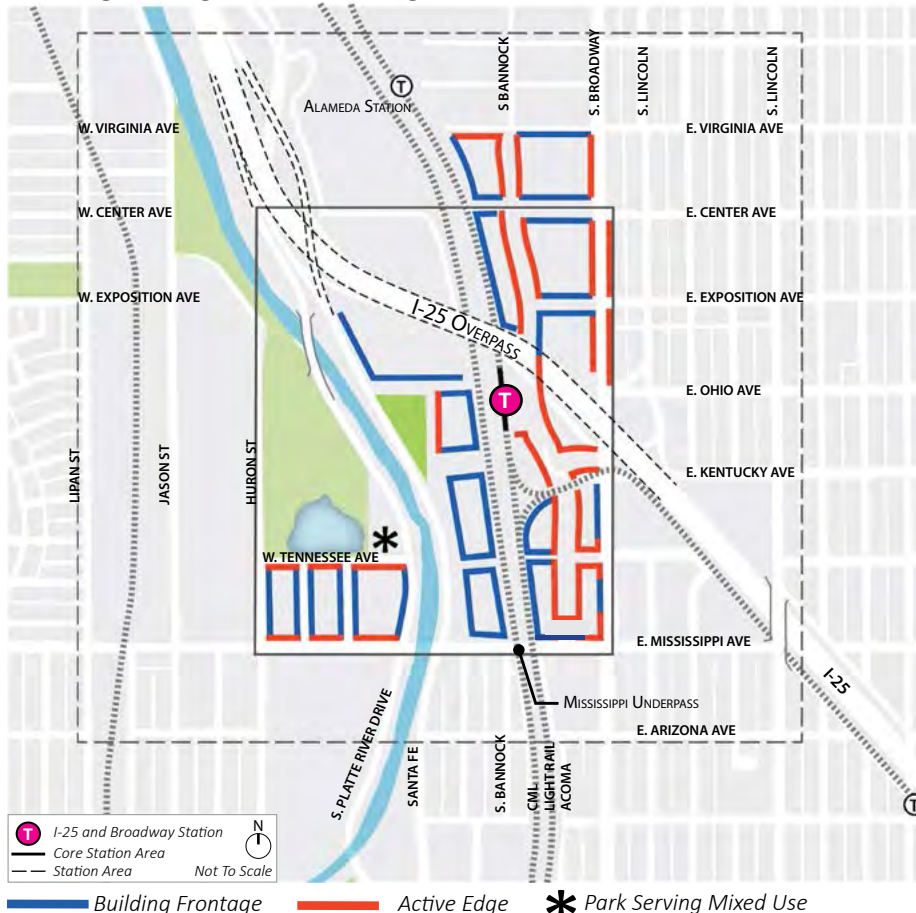 S BANNOCK
S. BROADWAY
S. LINCOLN
S. LINCOLN
T
ALAMEDA STATION
W. VIRGINIA AVE
E. VIRGINIA AVE
W. CENTER AVE
E. CENTER AVE
W. EXPOSITION AVE
E. EXPOSITION AVE
I-25 OVERPASS
E. OHIO AVE
T
LIPAN ST
JASON ST
HURON ST
E. KENTUCKY AVE
W. TENNESSEE AVE
*
E. MISSISSIPPI AVE
I-25
MISSISSIPPI UNDERPASS
E. ARIZONA AVE
S. PLATTE RIVER DRIVE
SANTA FE
S. BANNOCK
CML
LIGHT RAIL
ACOMA
T
T I-25 and Broadway Station
N
Core Station Area
Station Area Not To Scale
Building Frontage Active Edge * Park Serving Mixed Use